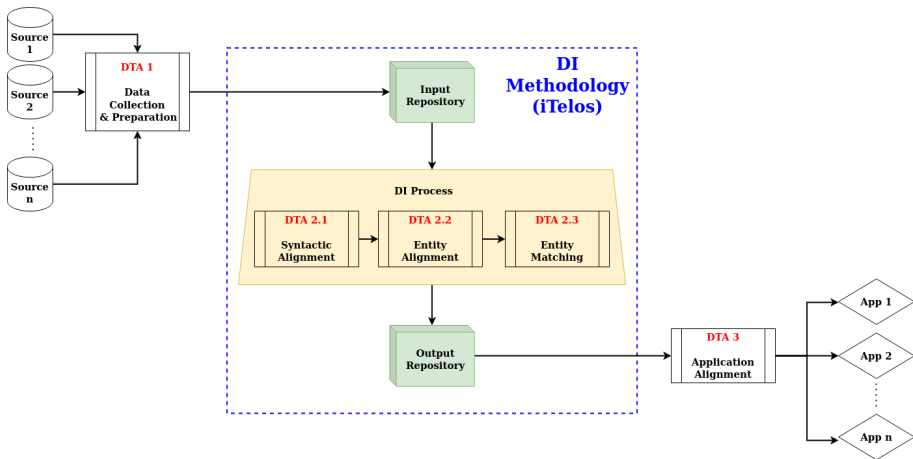 Source
1
Source
2
Source
n
DTA 1
Data
Collection
& Preparation
Input
Repository
DI
Methodology
(iTelos)
DI Process
DTA 2.1
Syntactic
Alignment
DTA 2.2
Entity
Alignment
DTA 2.3
Entity
Matching
Output
Repository
DTA 3
Application
Alignment
App 1
App 2
App n